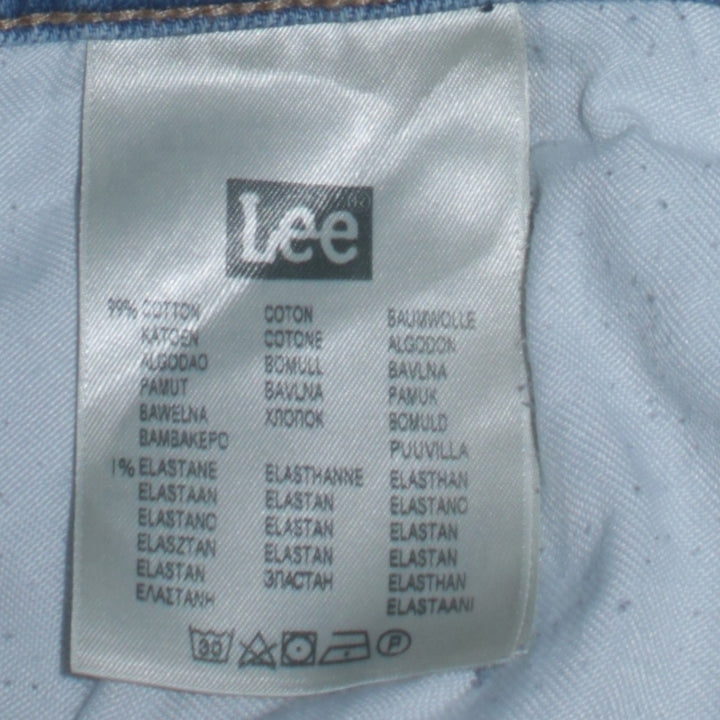 Lee®
99% COTTON COTON BAUMWOLLE
KATOEN COTONE ALGODON
ALGODAO BOMULL BAVLNA
PAMUT BAVLNA PAMUK
BAWELNA ХЛОПОК BOMULD
ΒΑΜΒΑΚΕΡΟ PUUVILLA
1% ELASTANE ELASTHANNE ELASTHAN
ELASTAAN ELASTAN ELASTANO
ELASTANO ELASTAN ELASTAN
ELASZTAN ELASTAN ELASTAN
ELASTAN ЭЛАСТАН ELASTHAN
ΕΛΑΣΤΑΝΗ ELASTAANI
30 P